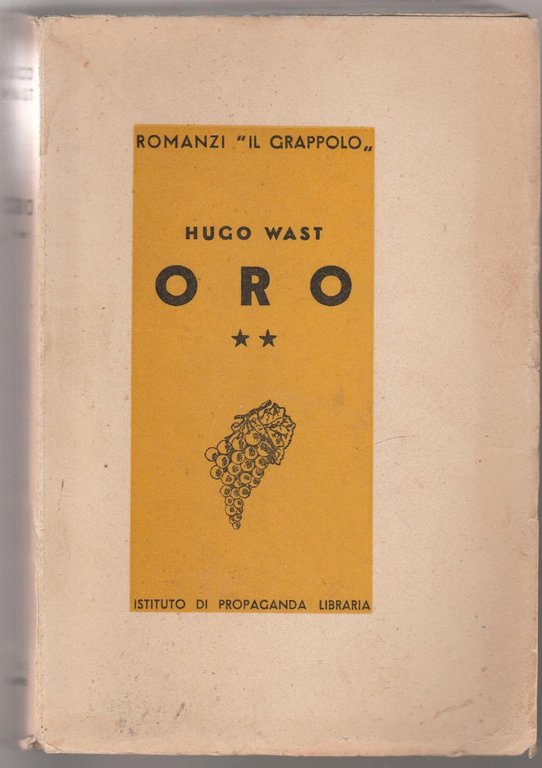 ROMANZI "IL GRAPPOLO„
HUGO WAST
ORO
★★
ISTITUTO DI PROPAGANDA LIBRARIA